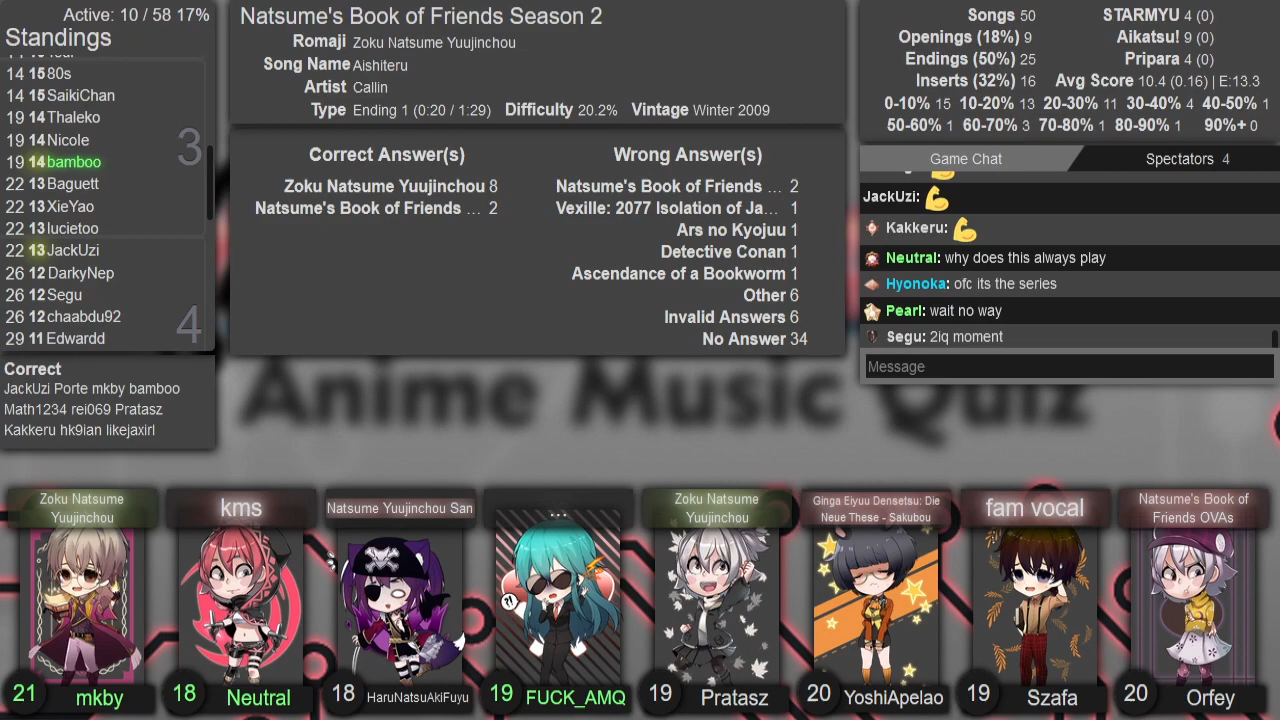 Active: 10 / 58 17%
Standings
14 15 80s
14 15 SaikiChan
19 14 Thaleko
19 14 Nicole
19 14 bamboo
22 13 Baguett
22 13 XieYao
22 13 lucietoo
22 13 JackUzi
26 12 DarkyNep
26 12 Segu
26 12 chaabdu92
29 11 Edwardd
3
4
Correct
JackUzi Porte mkby bamboo
Math1234 rei069 Pratasz
Kakkeru hk9ian likejaxirl
Natsume's Book of Friends Season 2
Romaji Zoku Natsume Yuujinchou
Song Name Aishiteru
Artist Callin
Type Ending 1 (0:20 / 1:29) Difficulty 20.2% Vintage Winter 2009
Correct Answer(s)
Zoku Natsume Yuujinchou 8
Natsume's Book of Friends ... 2
Wrong Answer(s)
Natsume's Book of Friends ... 2
Vexille: 2077 Isolation of Ja... 1
Ars no Kyojuu 1
Detective Conan 1
Ascendance of a Bookworm 1
Other 6
Invalid Answers 6
No Answer 34
Songs 50 STARMYU 4 (0)
Openings (18%) 9 Aikatsu! 9 (0)
Endings (50%) 25 Pripara 4 (0)
Inserts (32%) 16 Avg Score 10.4 (0.16) | E:13.3
0-10% 15 10-20% 13 20-30% 11 30-40% 4 40-50% 1
50-60% 1 60-70% 3 70-80% 1 80-90% 1 90%+ 0
Game Chat Spectators 4
JackUzi: 💪
Kakkeru: 💪
Neutral: why does this always play
Hyonoka: ofc its the series
Pearl: wait no way
Segu: 2iq moment
Message
Anime Music Quiz
Zoku Natsume
Yuujinchou
kms
Natsume Yuujinchou San
...
Zoku Natsume
Yuujinchou
Ginga Eiyuu Densetsu: Die
Neue These - Sakubou
fam vocal
Natsume's Book of
Friends OVAs
21 mkby
18 Neutral
18 HaruNatsuAkiFuyu
19 FUCK_AMQ
19 Pratasz
20 YoshiApelao
19 Szafa
20 Orfey